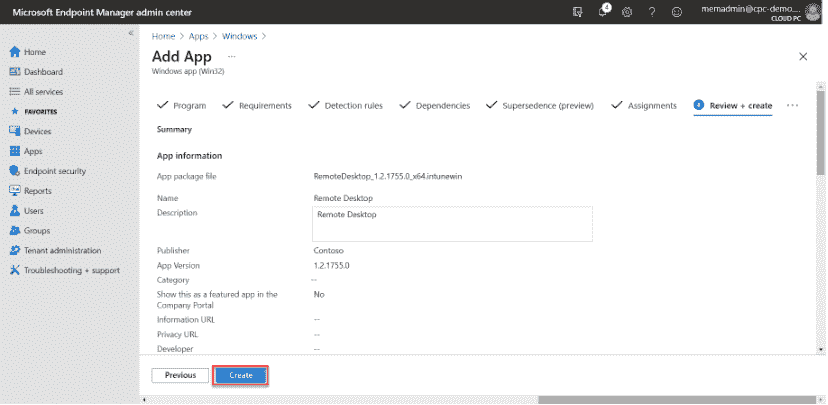 Microsoft Endpoint Manager admin center
4
memadmin@cpc-demo....
CLOUD PC
«
Home
Dashboard
All services
FAVORITES
Devices
Apps
Endpoint security
Reports
Users
Groups
Tenant administration
Troubleshooting + support
Home > Apps > Windows >
Add App ...
Windows app (Win32)
Program Requirements Detection rules Dependencies Supersedence (preview) Assignments Review + create ...
Summary
App information
App package file RemoteDesktop_1.2.1755.0_x64.intunewin
Name Remote Desktop
Description Remote Desktop
Publisher Contoso
App Version 1.2.1755.0
Category --
Show this as a featured app in the No
Company Portal
Information URL --
Privacy URL --
Developer --
Previous Create